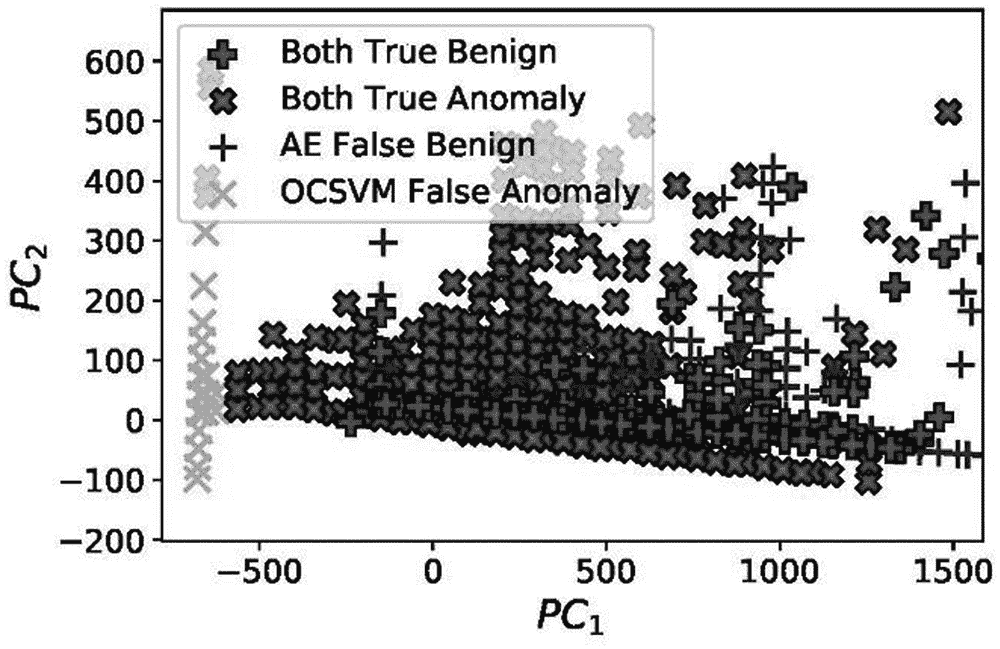 Both True Benign
Both True Anomaly
AE False Benign
OCSVM False Anomaly
600
500
400
300
200
100
0
−100
−200
PC2
−500
0
500
1000
1500
PC1